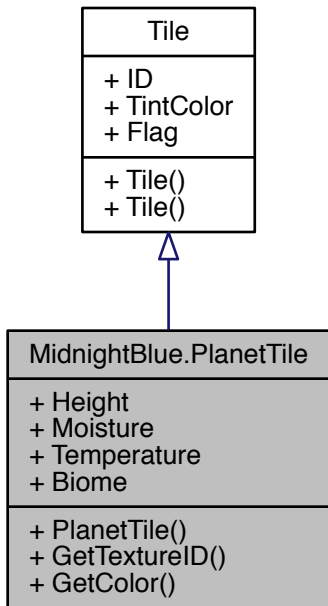 Tile
+ ID
+ TintColor
+ Flag
+ Tile()
+ Tile()
MidnightBlue.PlanetTile
+ Height
+ Moisture
+ Temperature
+ Biome
+ PlanetTile()
+ GetTextureID()
+ GetColor()